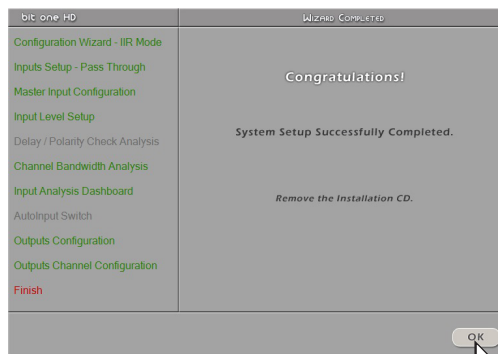 bit one HD
Wizard Completed
Configuration Wizard - IIR Mode
Inputs Setup - Pass Through
Master Input Configuration
Input Level Setup
Delay / Polarity Check Analysis
Channel Bandwidth Analysis
Input Analysis Dashboard
AutoInput Switch
Outputs Configuration
Outputs Channel Configuration
Finish
Congratulations!
System Setup Successfully Completed.
Remove the Installation CD.
OK